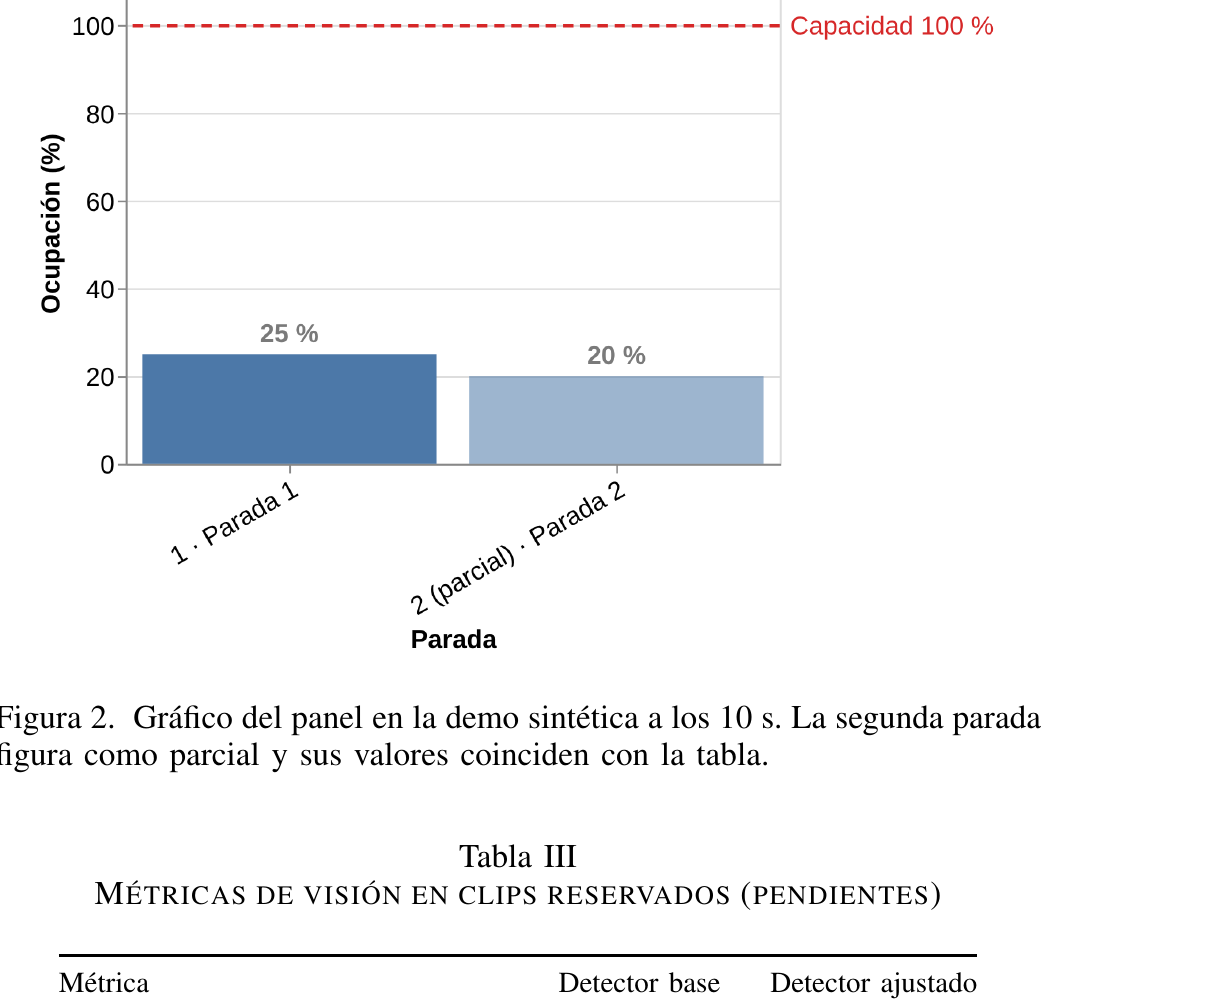 100
Capacidad 100 %
80
60
Ocupación (%)
40
25 %
20 %
20
0
1 · Parada 1
2 (parcial) · Parada 2
Parada
Figura 2. Gráfico del panel en la demo sintética a los 10 s. La segunda parada
figura como parcial y sus valores coinciden con la tabla.
Tabla III
MÉTRICAS DE VISIÓN EN CLIPS RESERVADOS (PENDIENTES)
Métrica Detector base Detector ajustado